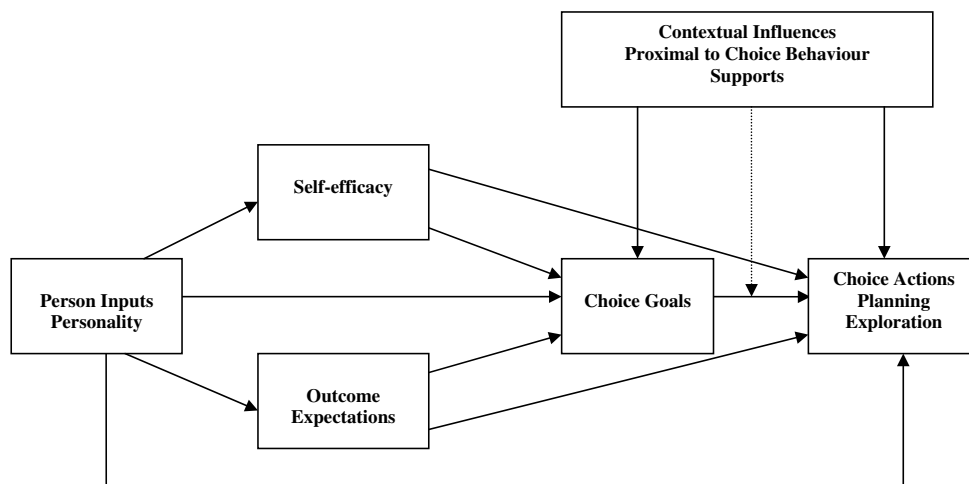 Contextual Influences
Proximal to Choice Behaviour
Supports
Self-efficacy
Person Inputs
Personality
Choice Goals
Choice Actions
Planning
Exploration
Outcome
Expectations